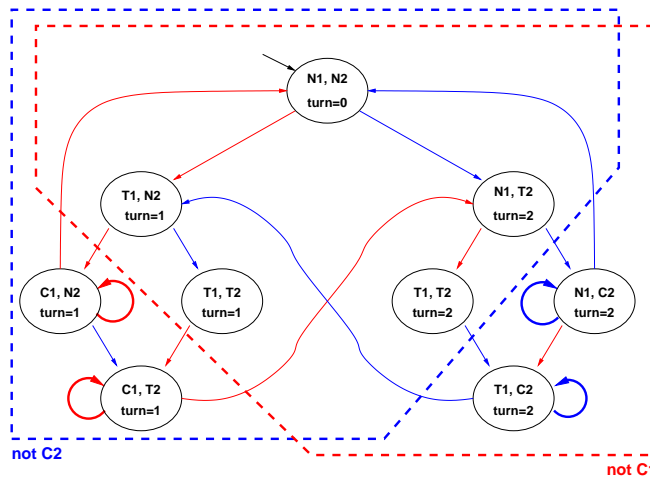 N1, N2
turn=0
T1, N2
turn=1
N1, T2
turn=2
C1, N2
turn=1
T1, T2
turn=1
T1, T2
turn=2
N1, C2
turn=2
C1, T2
turn=1
T1, C2
turn=2
not C2
not C1